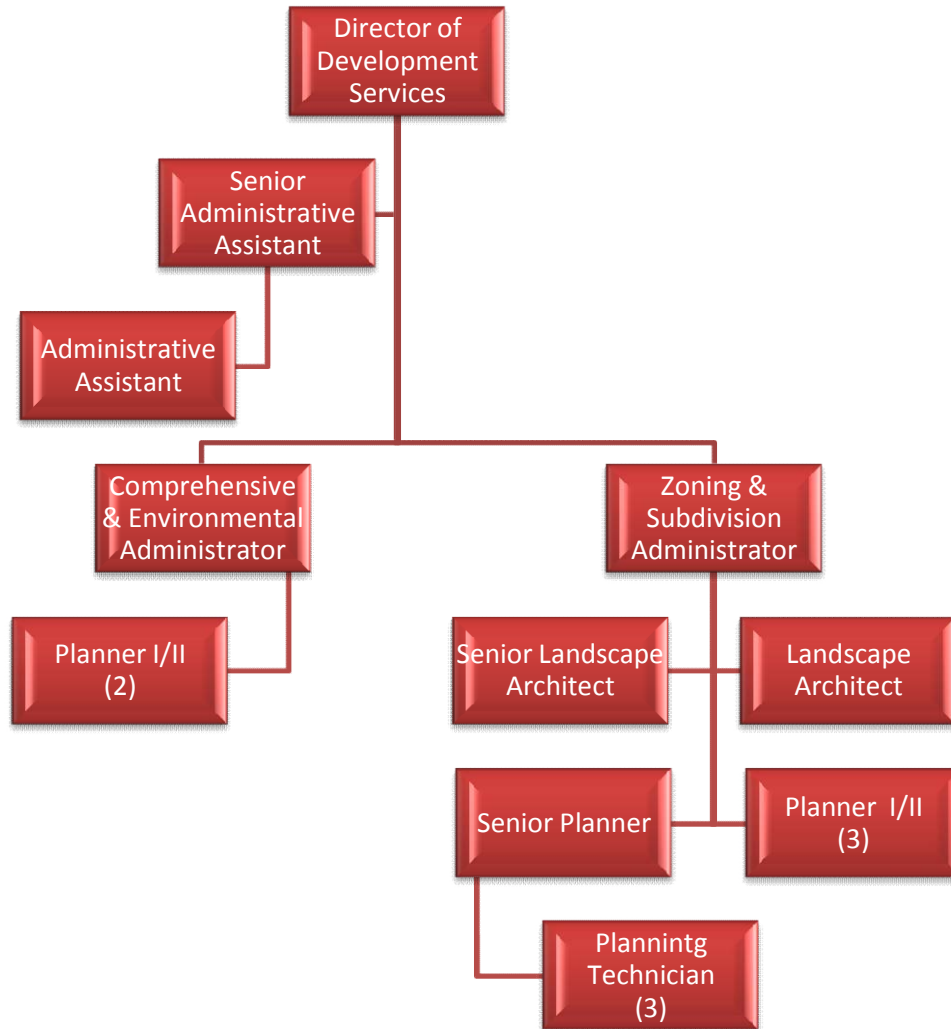 Director of
Development
Services
Senior
Administrative
Assistant
Administrative
Assistant
Comprehensive
& Environmental
Administrator
Zoning &
Subdivision
Administrator
Planner I/II
(2)
Senior Landscape
Architect
Landscape
Architect
Senior Planner
Planner I/II
(3)
Plannintg
Technician
(3)